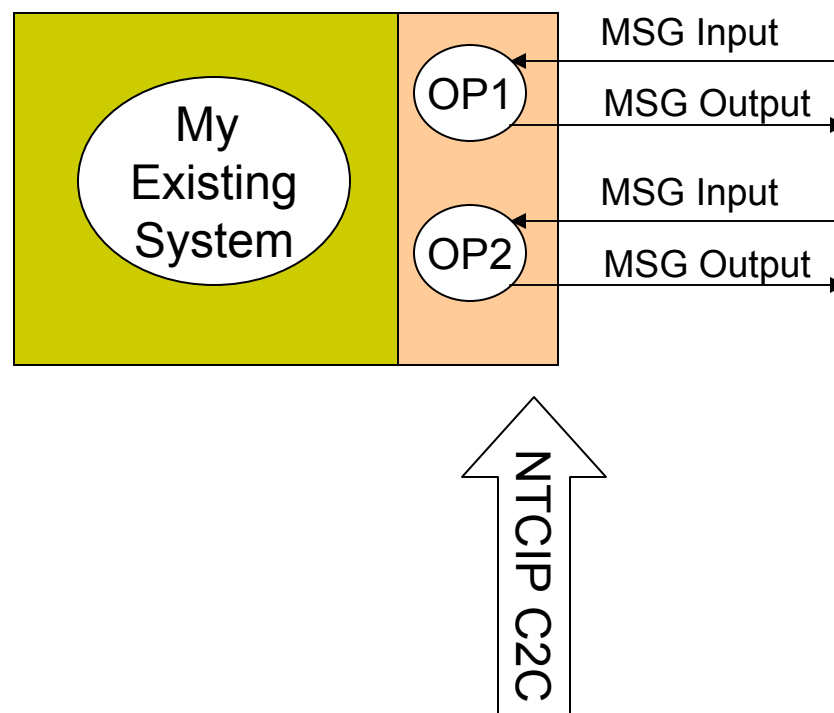 My
Existing
System
OP1
MSG Input
MSG Output
OP2
MSG Input
MSG Output
NTCIP C2C